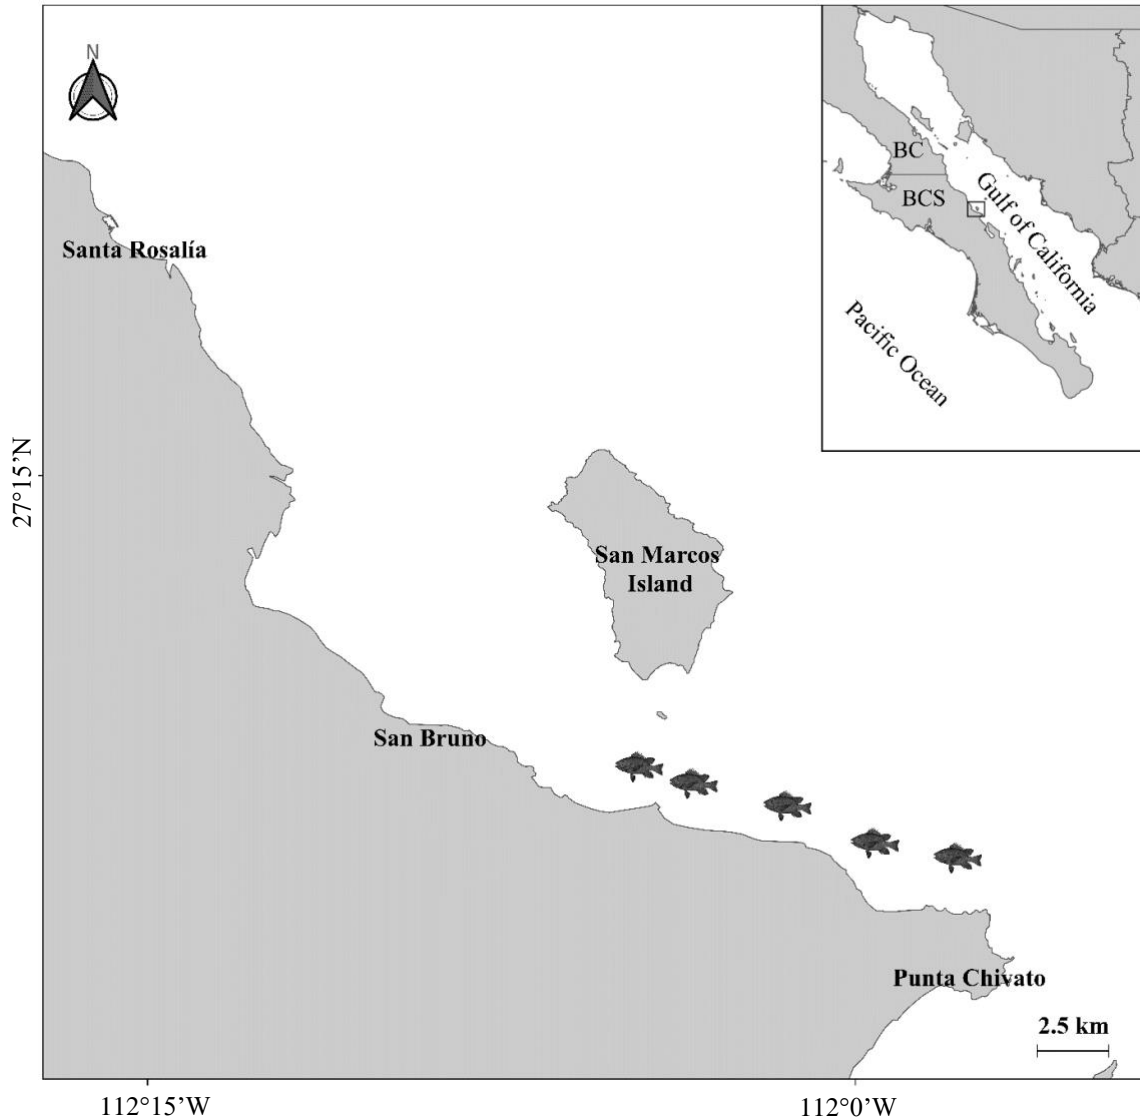 N
BC
BCS
Gulf of California
Pacific Ocean
Santa Rosalía
27°15’N
San Marcos
Island
San Bruno
Punta Chivato
2.5 km
112°15’W
112°0’W